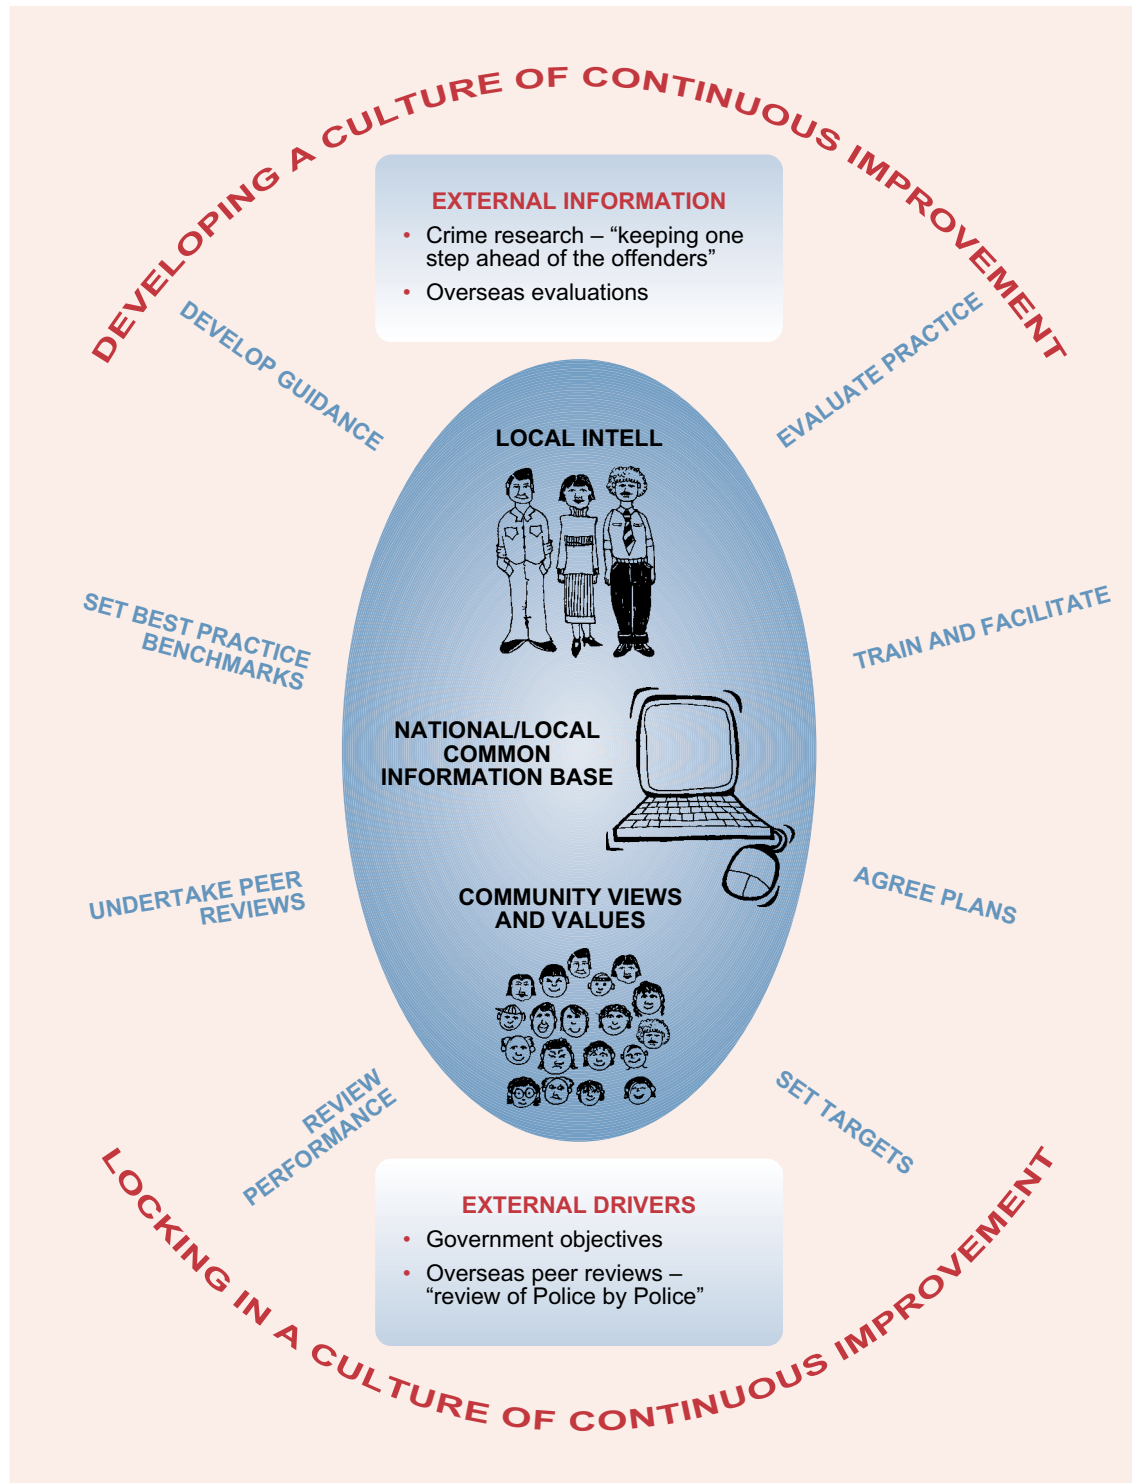 DEVELOPING A CULTURE OF CONTINUOUS IMPROVEMENT
EXTERNAL INFORMATION
• Crime research – “keeping one
step ahead of the offenders”
• Overseas evaluations
DEVELOP GUIDANCE
EVALUATE PRACTICE
LOCAL INTELL
SET BEST PRACTICE
BENCHMARKS
TRAIN AND FACILITATE
NATIONAL/LOCAL
COMMON
INFORMATION BASE
UNDERTAKE PEER
REVIEWS
AGREE PLANS
COMMUNITY VIEWS
AND VALUES
REVIEW
PERFORMANCE
SET TARGETS
EXTERNAL DRIVERS
• Government objectives
• Overseas peer reviews –
“review of Police by Police”
LOCKING IN A CULTURE OF CONTINUOUS IMPROVEMENT